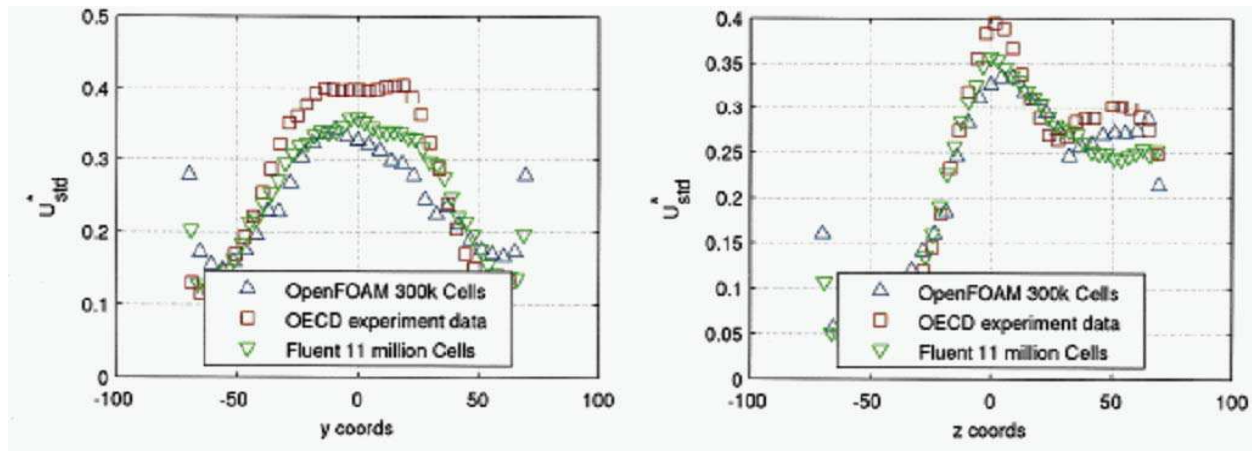 0.5
0.4
0.3
0.2
0.1
0
-100
-50
0
50
100
y coords
U*std
OpenFOAM 300k Cells
OECD experiment data
Fluent 11 million Cells
0.4
0.35
0.3
0.25
0.2
0.15
0.1
0.05
0
-100
-50
0
50
100
z coords
U*std
OpenFOAM 300k Cells
OECD experiment data
Fluent 11 million Cells